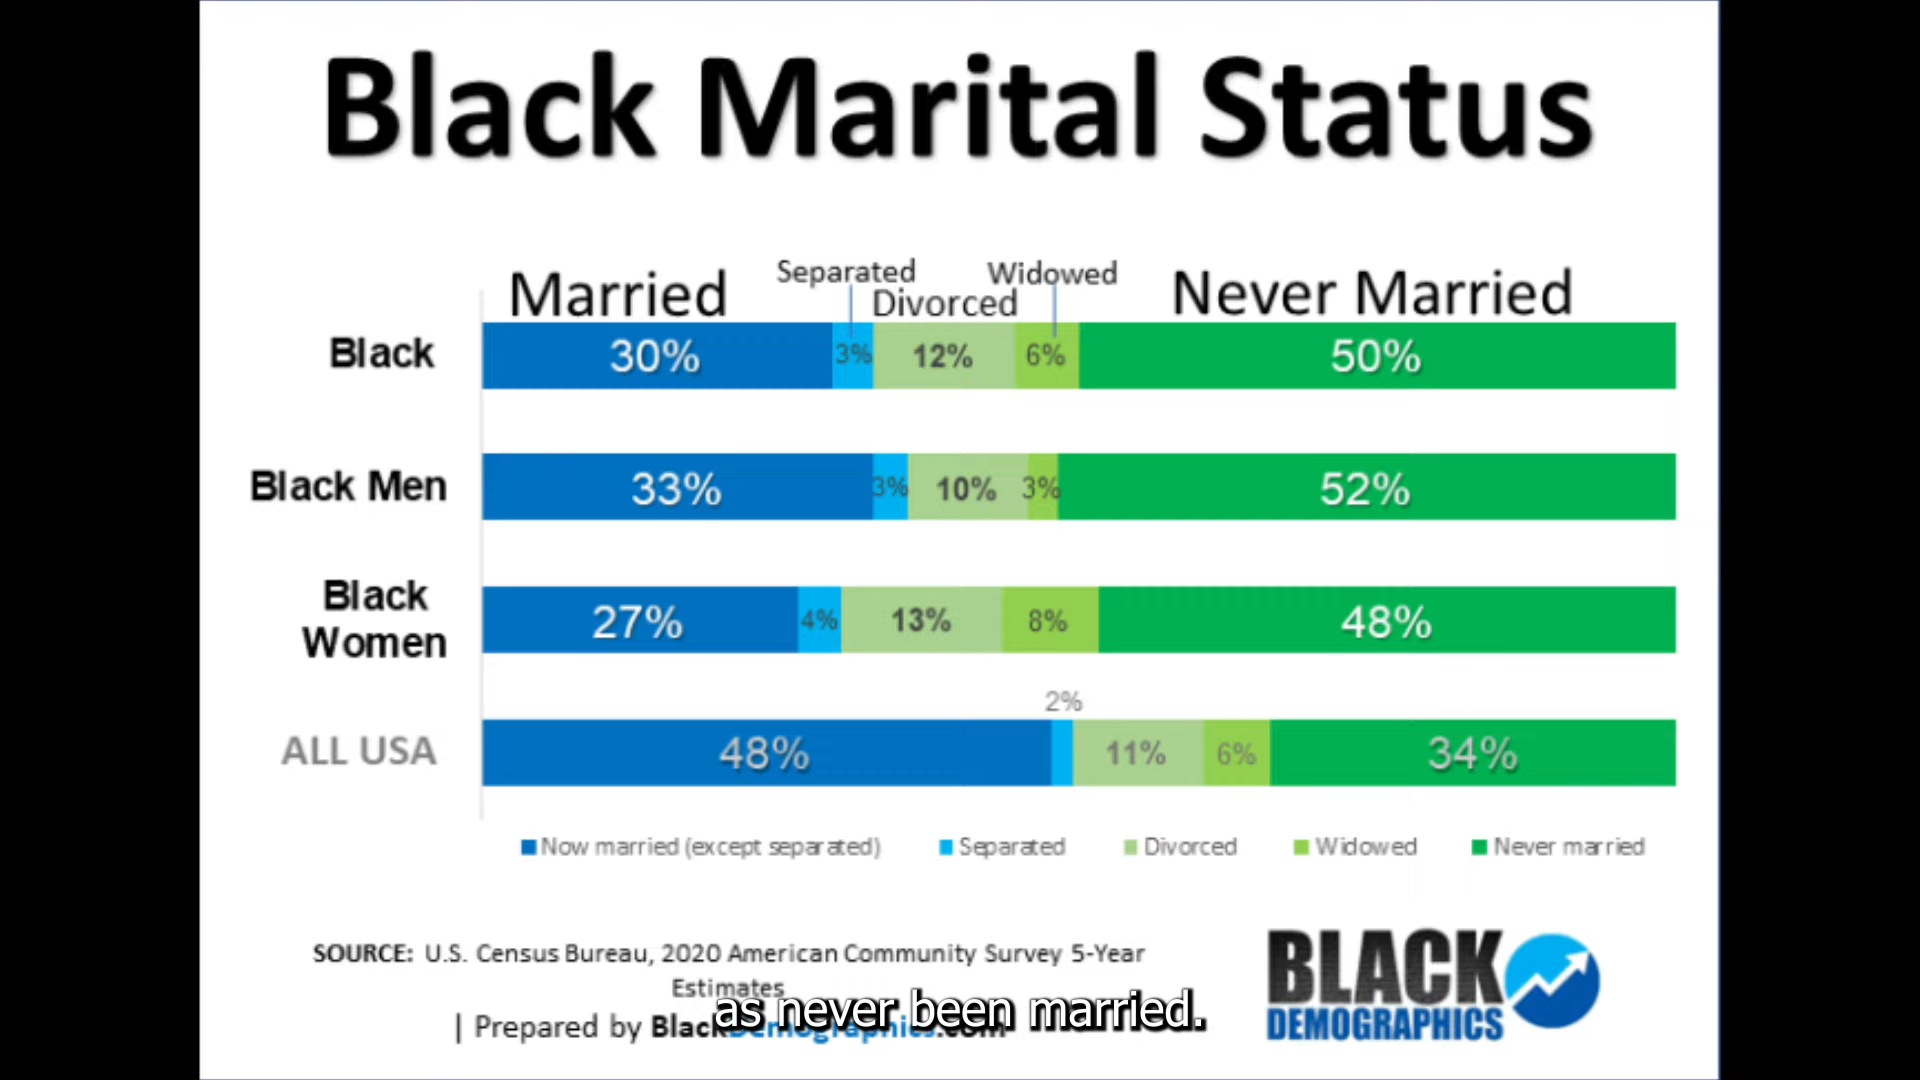 Black Marital Status
Married
Separated
Divorced
Widowed
Never Married
Black
30%
3%
12%
6%
50%
Black Men
33%
3%
10%
3%
52%
Black
Women
27%
4%
13%
8%
48%
2%
ALL USA
48%
11%
6%
34%
Now married (except separated)
Separated
Divorced
Widowed
Never married
SOURCE: U.S. Census Bureau, 2020 American Community Survey 5-Year
Estimates
| Prepared by BlackDemographics.com
as never been married.
BLACK
DEMOGRAPHICS